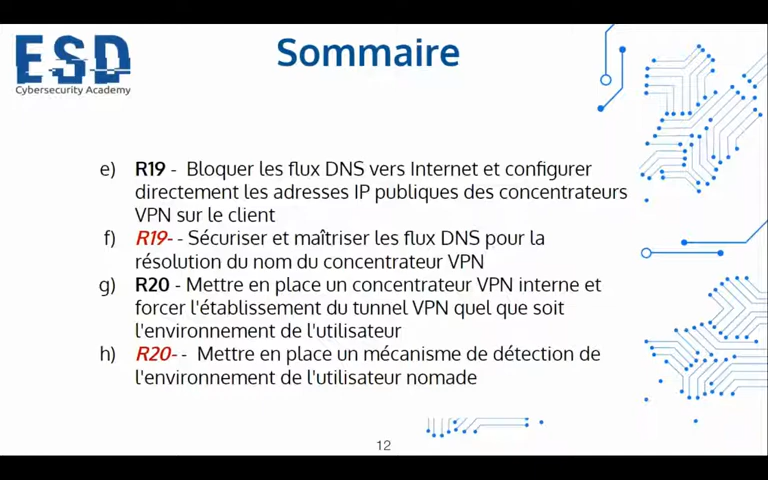 ESD
Cybersecurity Academy
Sommaire
e) R19 - Bloquer les flux DNS vers Internet et configurer
directement les adresses IP publiques des concentrateurs
VPN sur le client
f) R19- - Sécuriser et maîtriser les flux DNS pour la
résolution du nom du concentrateur VPN
g) R20 - Mettre en place un concentrateur VPN interne et
forcer l'établissement du tunnel VPN quel que soit
l'environnement de l'utilisateur
h) R20- - Mettre en place un mécanisme de détection de
l'environnement de l'utilisateur nomade
12